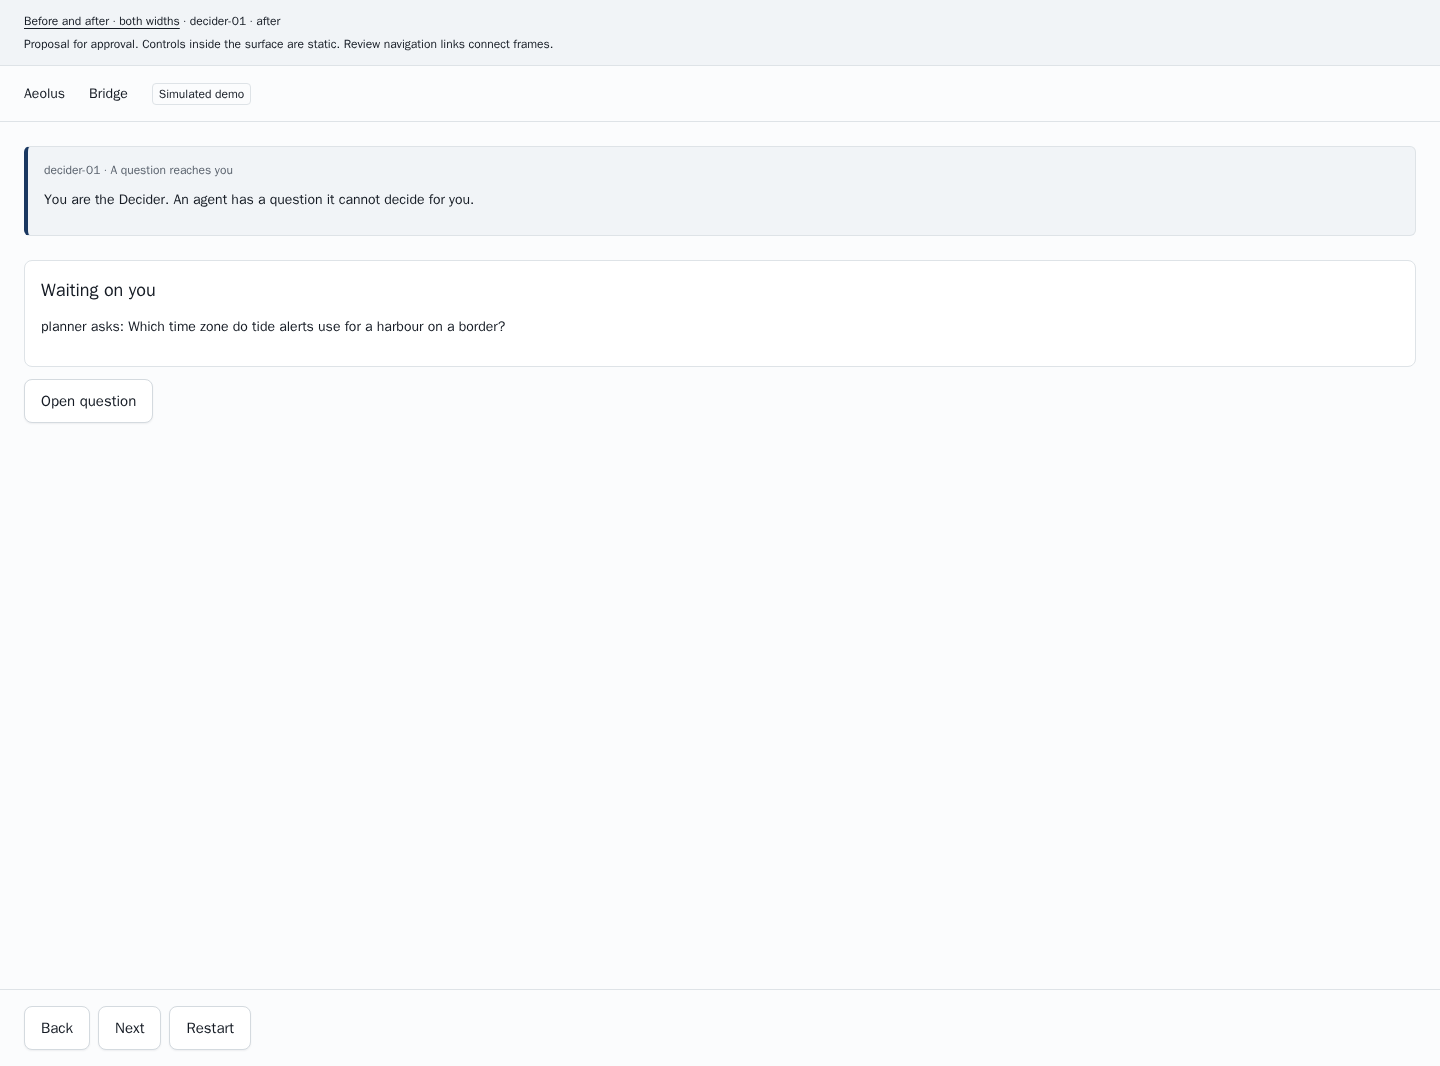 Before and after · both widths · decider-01 · after
Proposal for approval. Controls inside the surface are static. Review navigation links connect frames.
Aeolus Bridge Simulated demo
decider-01 · A question reaches you
You are the Decider. An agent has a question it cannot decide for you.
Waiting on you
planner asks: Which time zone do tide alerts use for a harbour on a border?
Open question
Back Next Restart